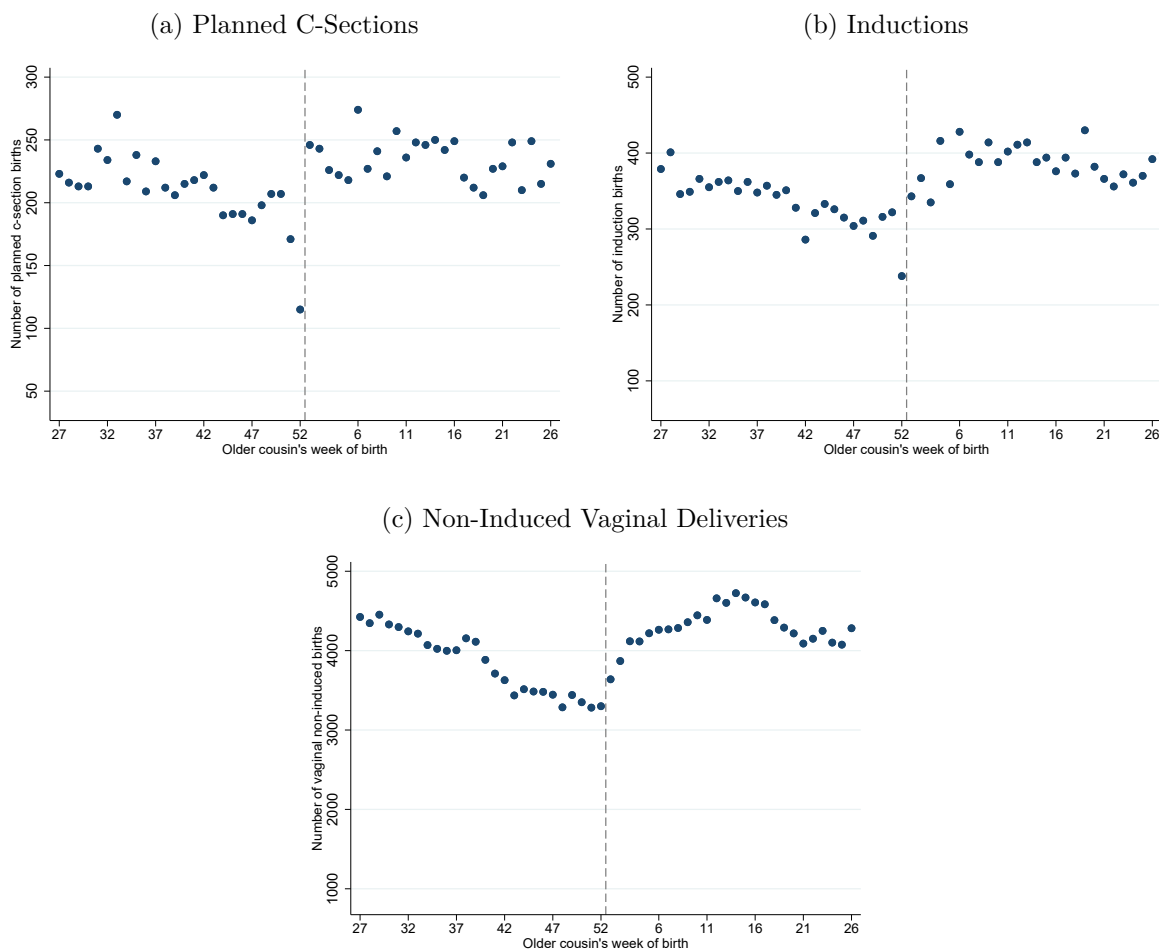 (a) Planned C-Sections
Number of planned c-section births
300
250
200
150
100
50
27 32 37 42 47 52 6 11 16 21 26
Older cousin's week of birth
(b) Inductions
Number of induction births
500
400
300
200
100
27 32 37 42 47 52 6 11 16 21 26
Older cousin's week of birth
(c) Non-Induced Vaginal Deliveries
Number of vaginal non-induced births
5000
4000
3000
2000
1000
27 32 37 42 47 52 6 11 16 21 26
Older cousin's week of birth